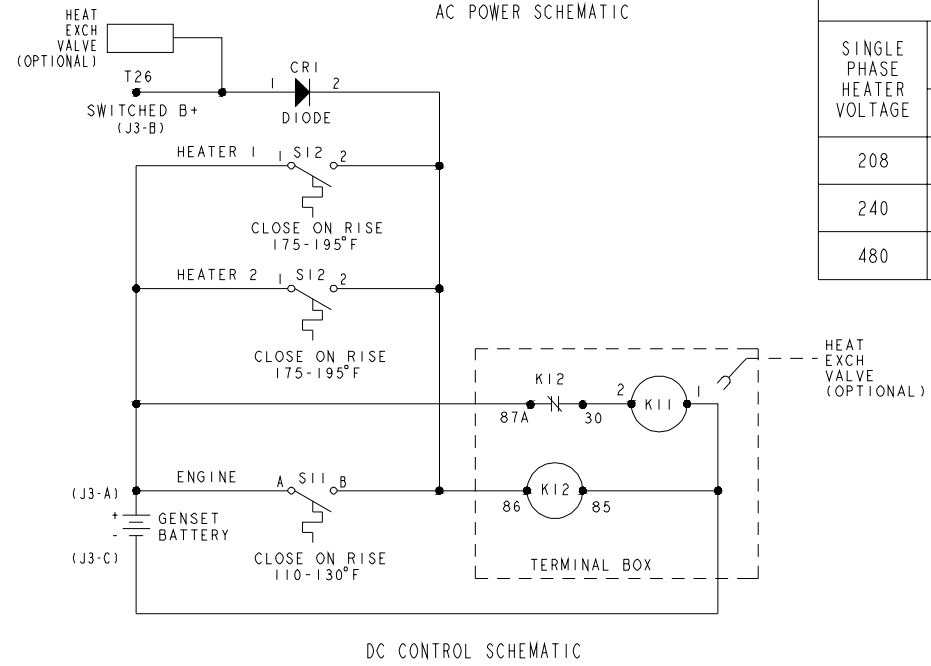 AC POWER SCHEMATIC
HEAT
EXCH
VALVE
(OPTIONAL)
T26
SWITCHED B+
(J3-B)
CR1
1 2
DIODE
HEATER 1 1 S12 2
CLOSE ON RISE
175-195°F
HEATER 2 1 S12 2
CLOSE ON RISE
175-195°F
SINGLE
PHASE
HEATER
VOLTAGE
208
240
480
HEAT
EXCH
VALVE
(OPTIONAL)
K12
87A 30
2 K11 1
(J3-A)
ENGINE A S11 B
86 K12 85
+
-
GENSET
BATTERY
(J3-C)
CLOSE ON RISE
110-130°F
TERMINAL BOX
DC CONTROL SCHEMATIC